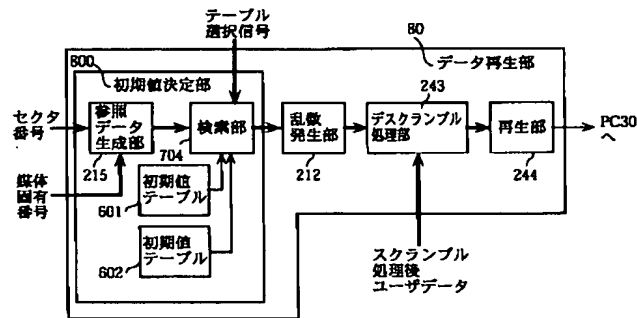 テーブル
選択信号
80
データ再生部
800
初期値決定部
セクタ
番号
参照
データ
生成部
215
検索部
704
乱数
発生部
212
243
デスクランブル
処理部
再生部
244
PC30
へ
媒体
固有
番号
初期値
テーブル
601
初期値
テーブル
602
スクランブル
処理後
ユーザデータ